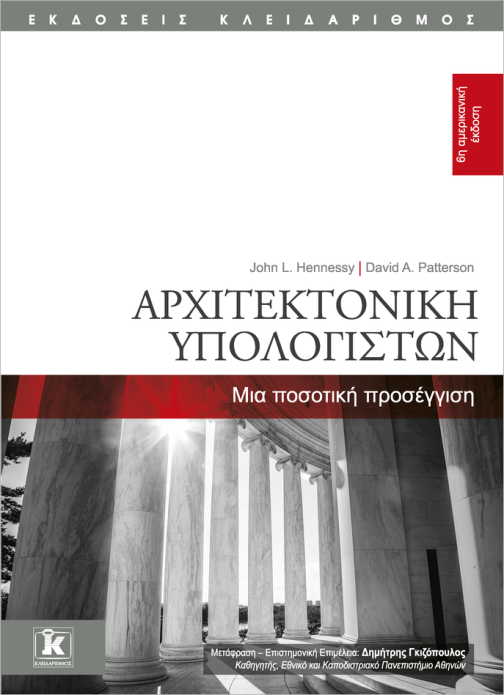 ΕΚΔΟΣΕΙΣ ΚΛΕΙΔΑΡΙΘΜΟΣ
6η αμερικανική
έκδοση
John L. Hennessy | David A. Patterson
ΑΡΧΙΤΕΚΤΟΝΙΚΗ
ΥΠΟΛΟΓΙΣΤΩΝ
Μια ποσοτική προσέγγιση
Μετάφραση – Επιστημονική Επιμέλεια: Δημήτρης Γκιζόπουλος
Καθηγητής, Εθνικό και Καποδιστριακό Πανεπιστήμιο Αθηνών
Κ
ΚΛΕΙΔΑΡΙΘΜΟΣ